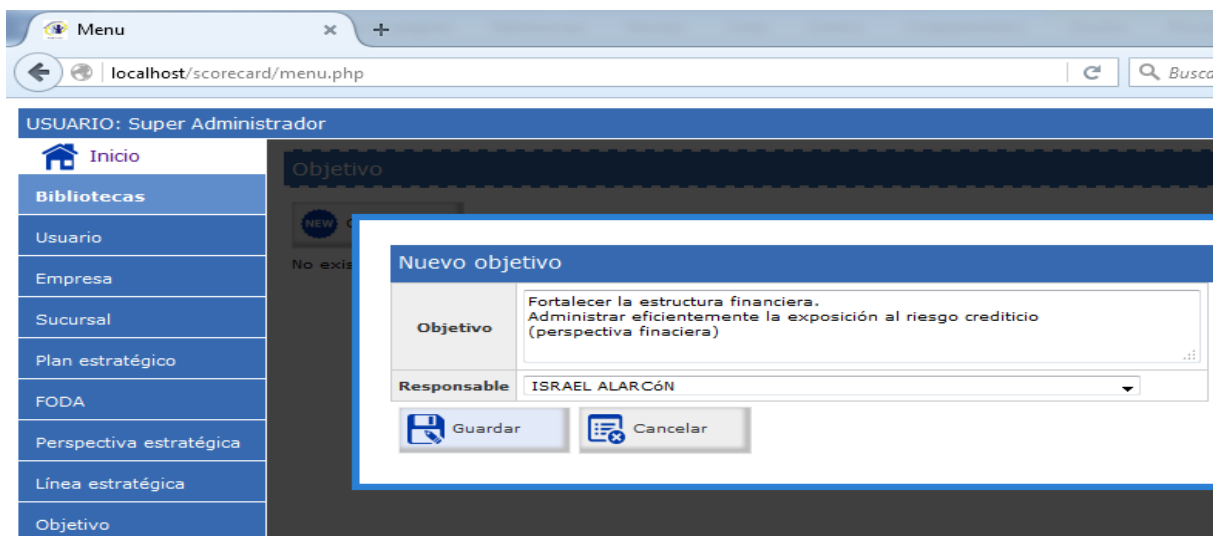 Menu
localhost/scorecard/menu.php
Busca
USUARIO: Super Administrador
Inicio
Bibliotecas
Usuario
Empresa
Sucursal
Plan estratégico
FODA
Perspectiva estratégica
Línea estratégica
Objetivo
Objetivo
NEW
No exis
Nuevo objetivo
Objetivo
Fortalecer la estructura financiera.
Administrar eficientemente la exposición al riesgo crediticio
(perspectiva finaciera)
Responsable ISRAEL ALARCóN
Guardar Cancelar